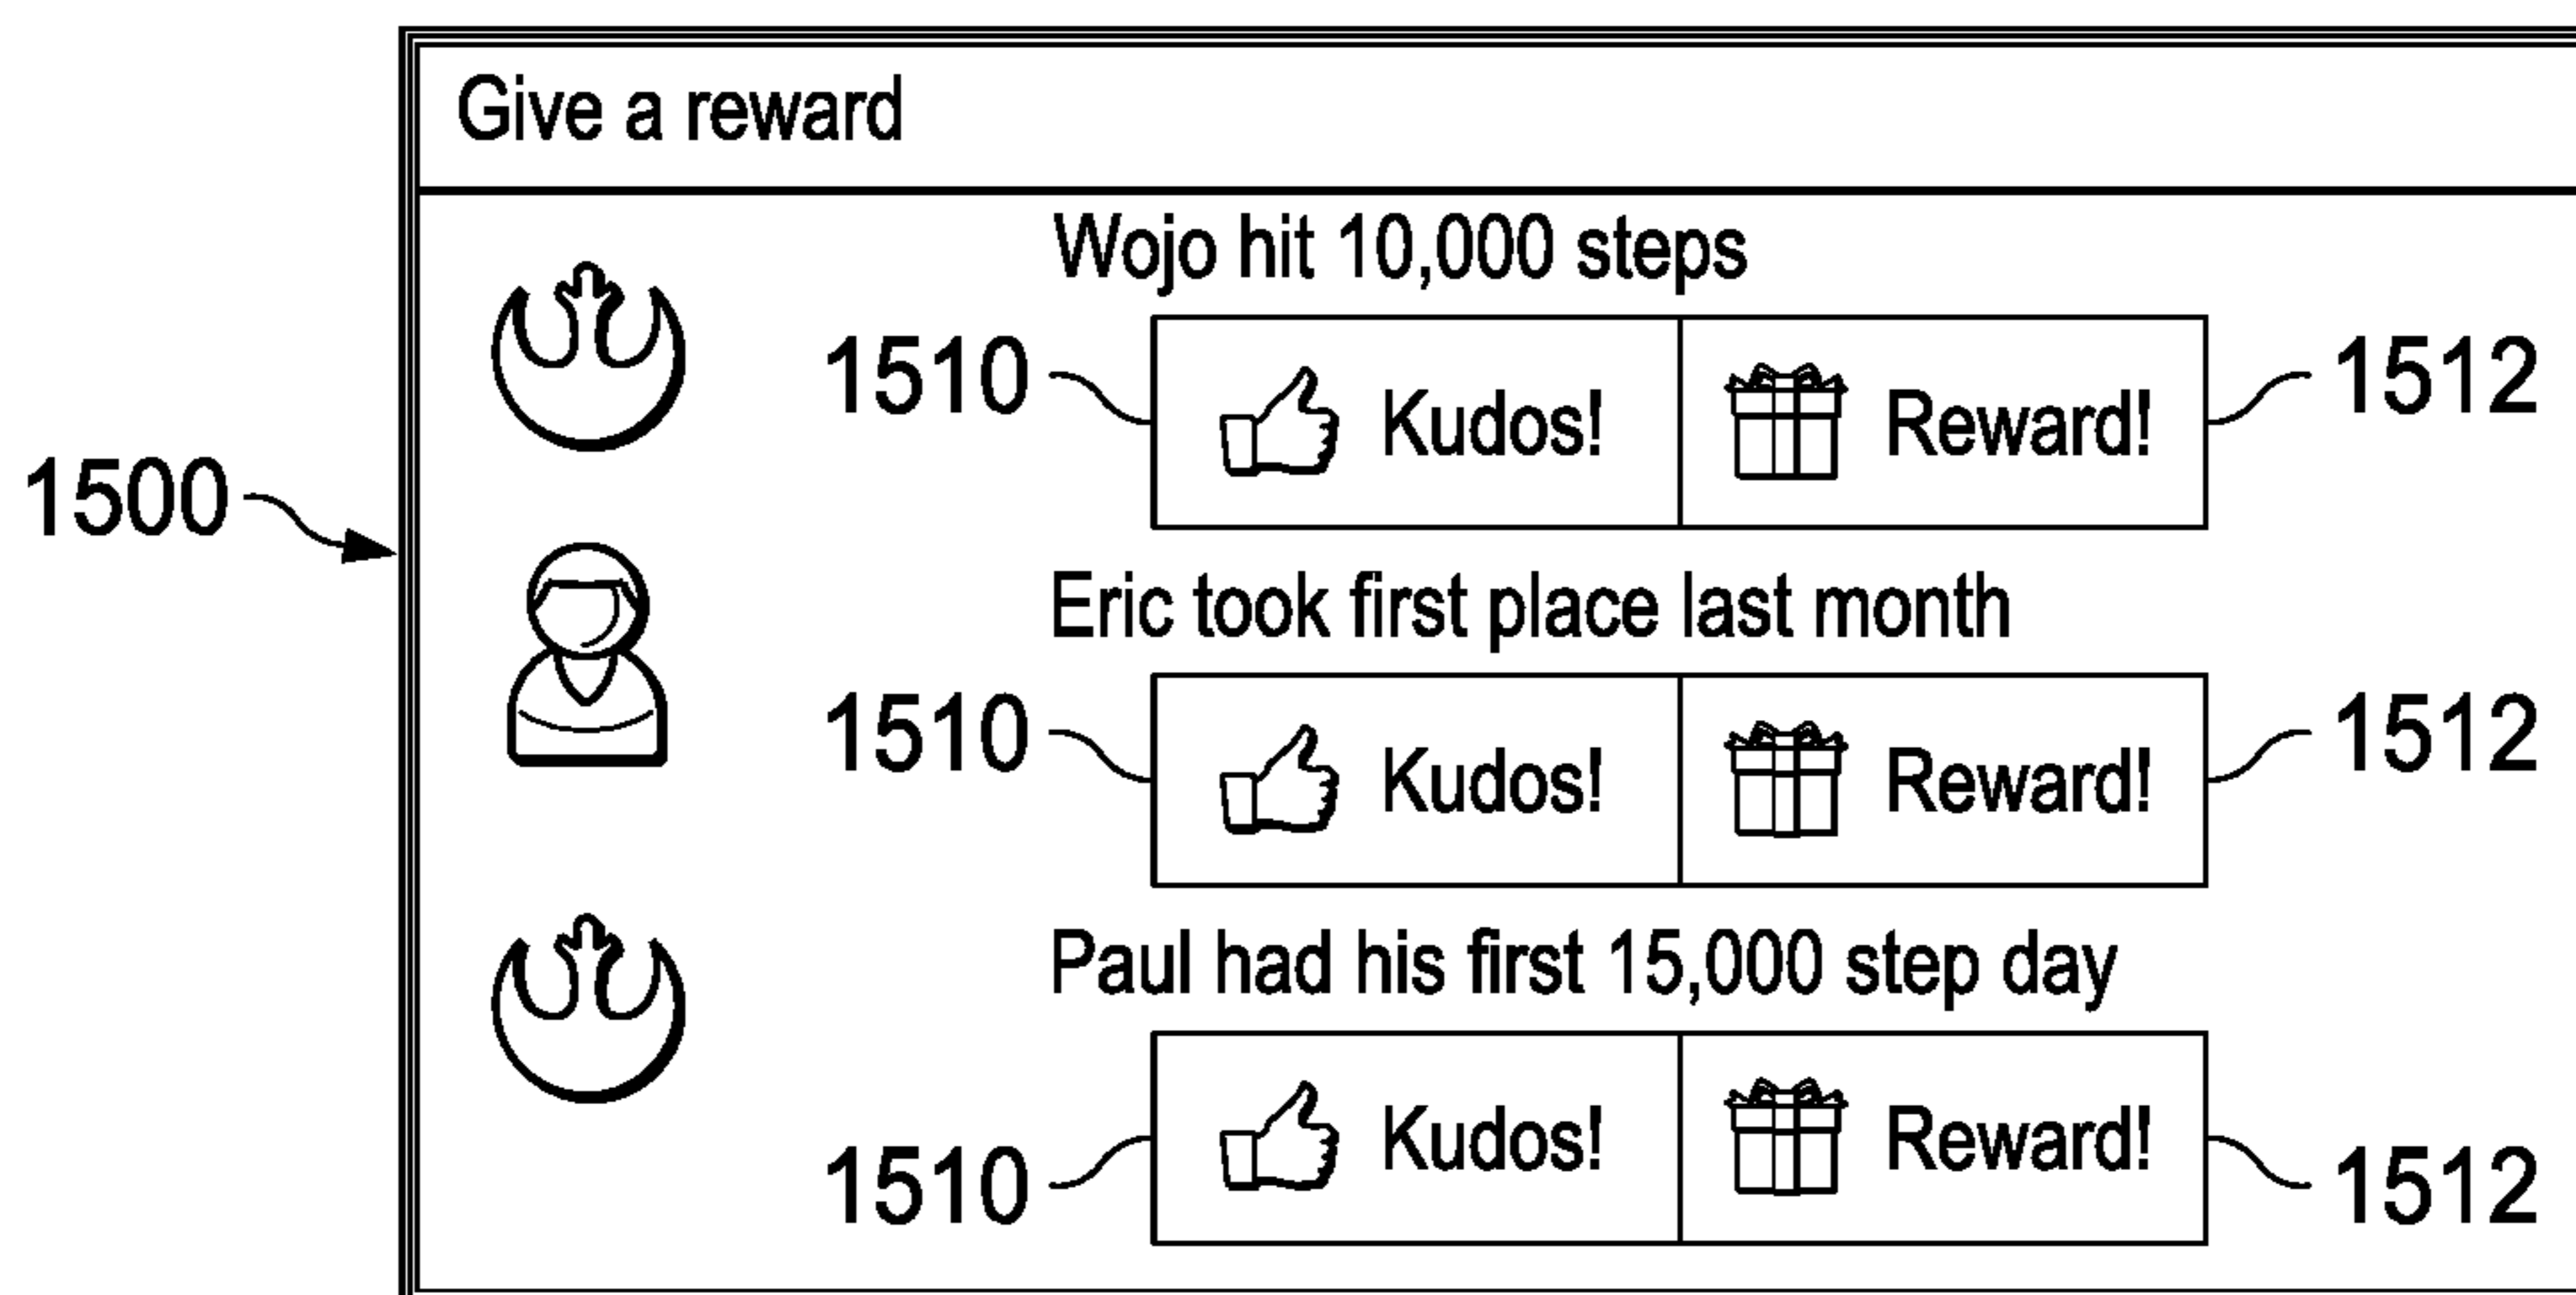 Give a reward
Wojo hit 10,000 steps
1510 Kudos! Reward! 1512
1500
Eric took first place last month
1510 Kudos! Reward! 1512
Paul had his first 15,000 step day
1510 Kudos! Reward! 1512